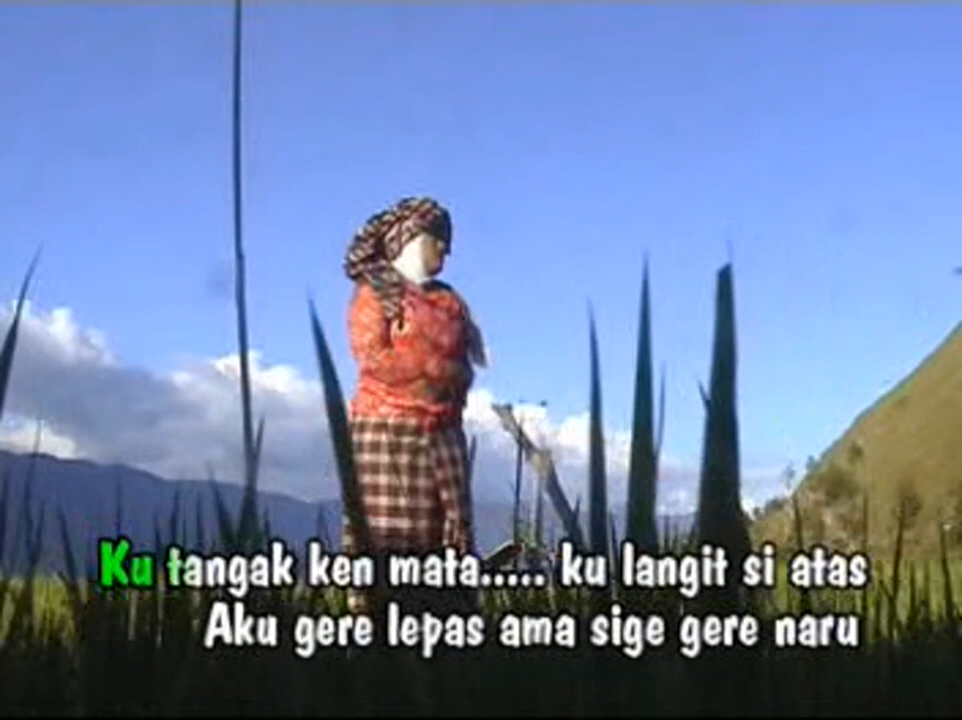 Ku tangak ken mata..... ku langit si atas
Aku gere lepas ama sige gere naru